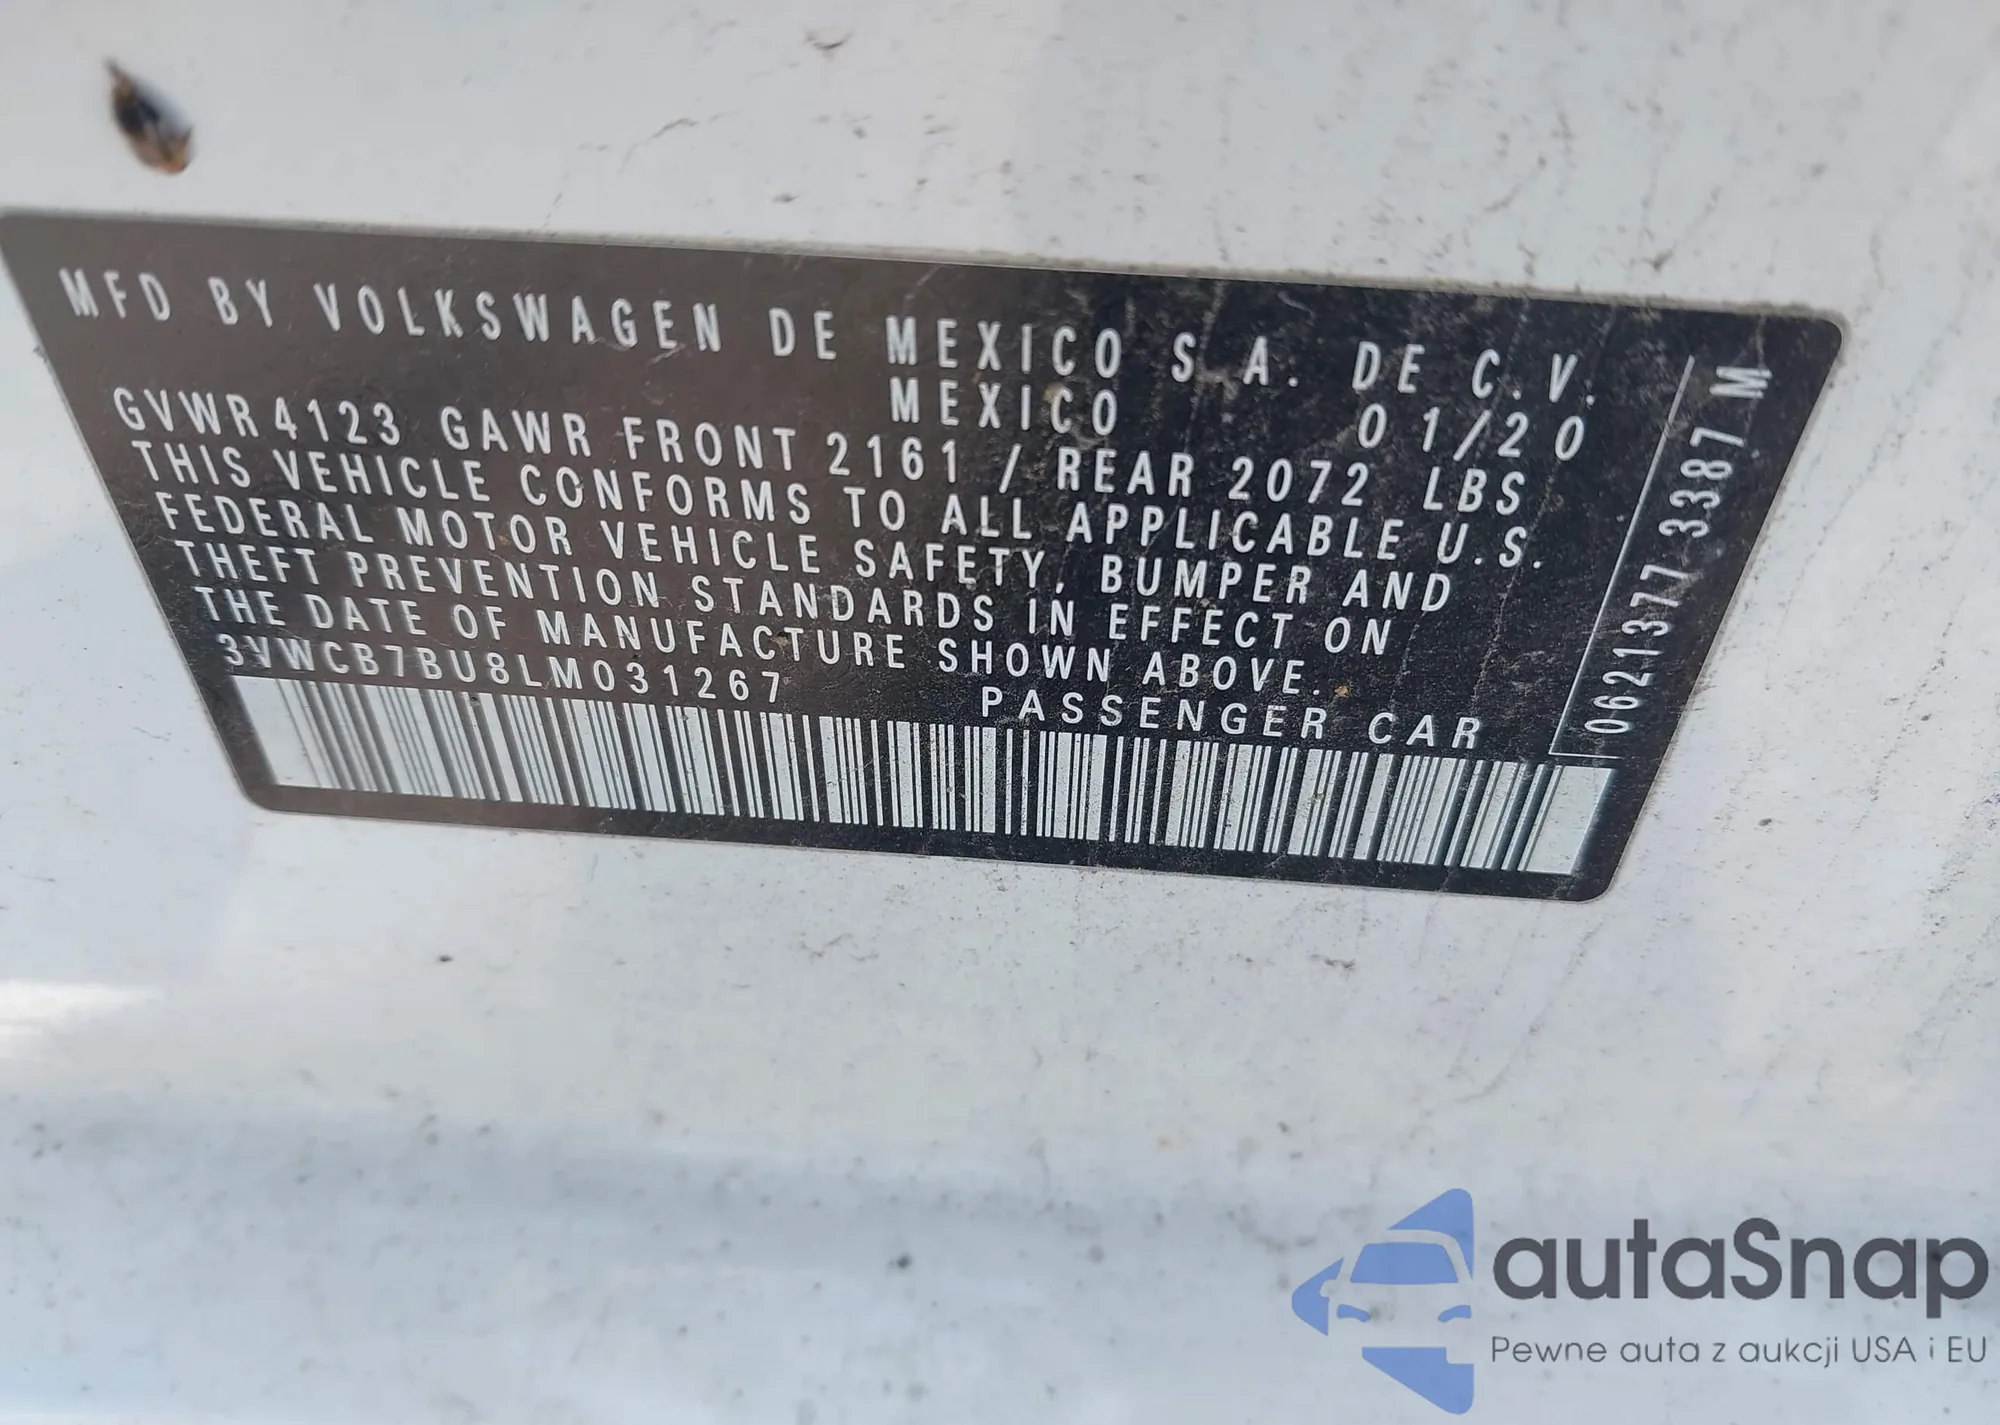 MFD BY VOLKSWAGEN DE MEXICO S.A. DE C.V.
MEXICO 01/20
GVWR 4123 GAWR FRONT 2161 / REAR 2072 LBS
THIS VEHICLE CONFORMS TO ALL APPLICABLE U.S.
FEDERAL MOTOR VEHICLE SAFETY, BUMPER AND
THEFT PREVENTION STANDARDS IN EFFECT ON
THE DATE OF MANUFACTURE SHOWN ABOVE.
3VWCB7BU8LM031267 PASSENGER CAR
0621377 3387 M
autaSnap
Pewne auta z aukcji USA i EU